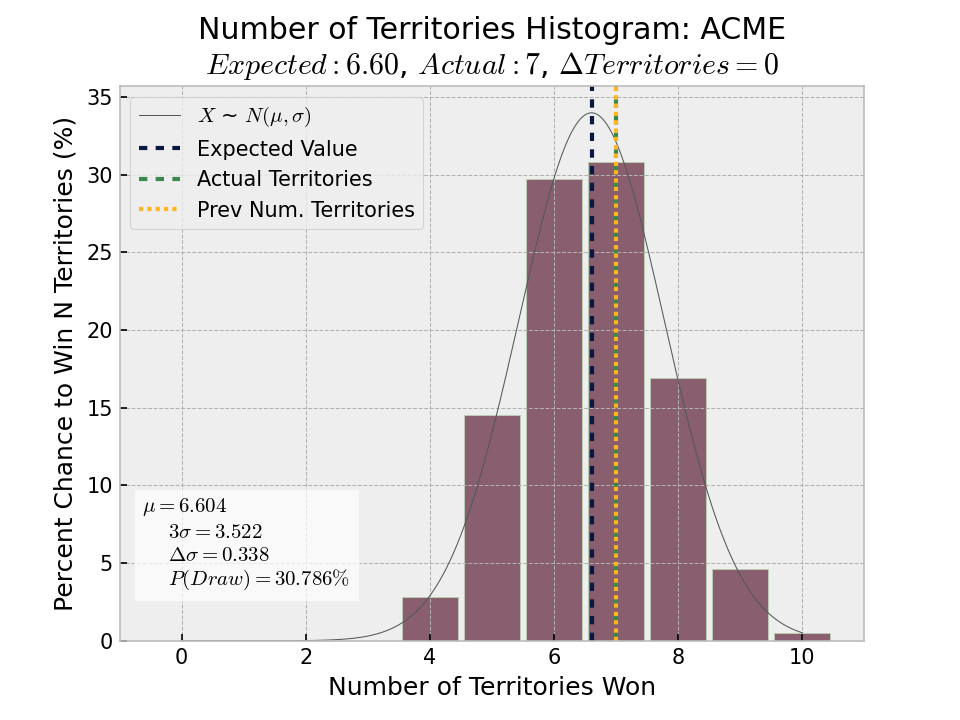 Number of Territories Histogram: ACME
Expected : 6.60, Actual : 7, ΔTerritories = 0
Percent Chance to Win N Territories (%)
35
30
25
20
15
10
5
0
X ~ N(μ, σ)
Expected Value
Actual Territories
Prev Num. Territories
μ = 6.604
3σ = 3.522
Δσ = 0.338
P(Draw) = 30.786%
0 2 4 6 8 10
Number of Territories Won